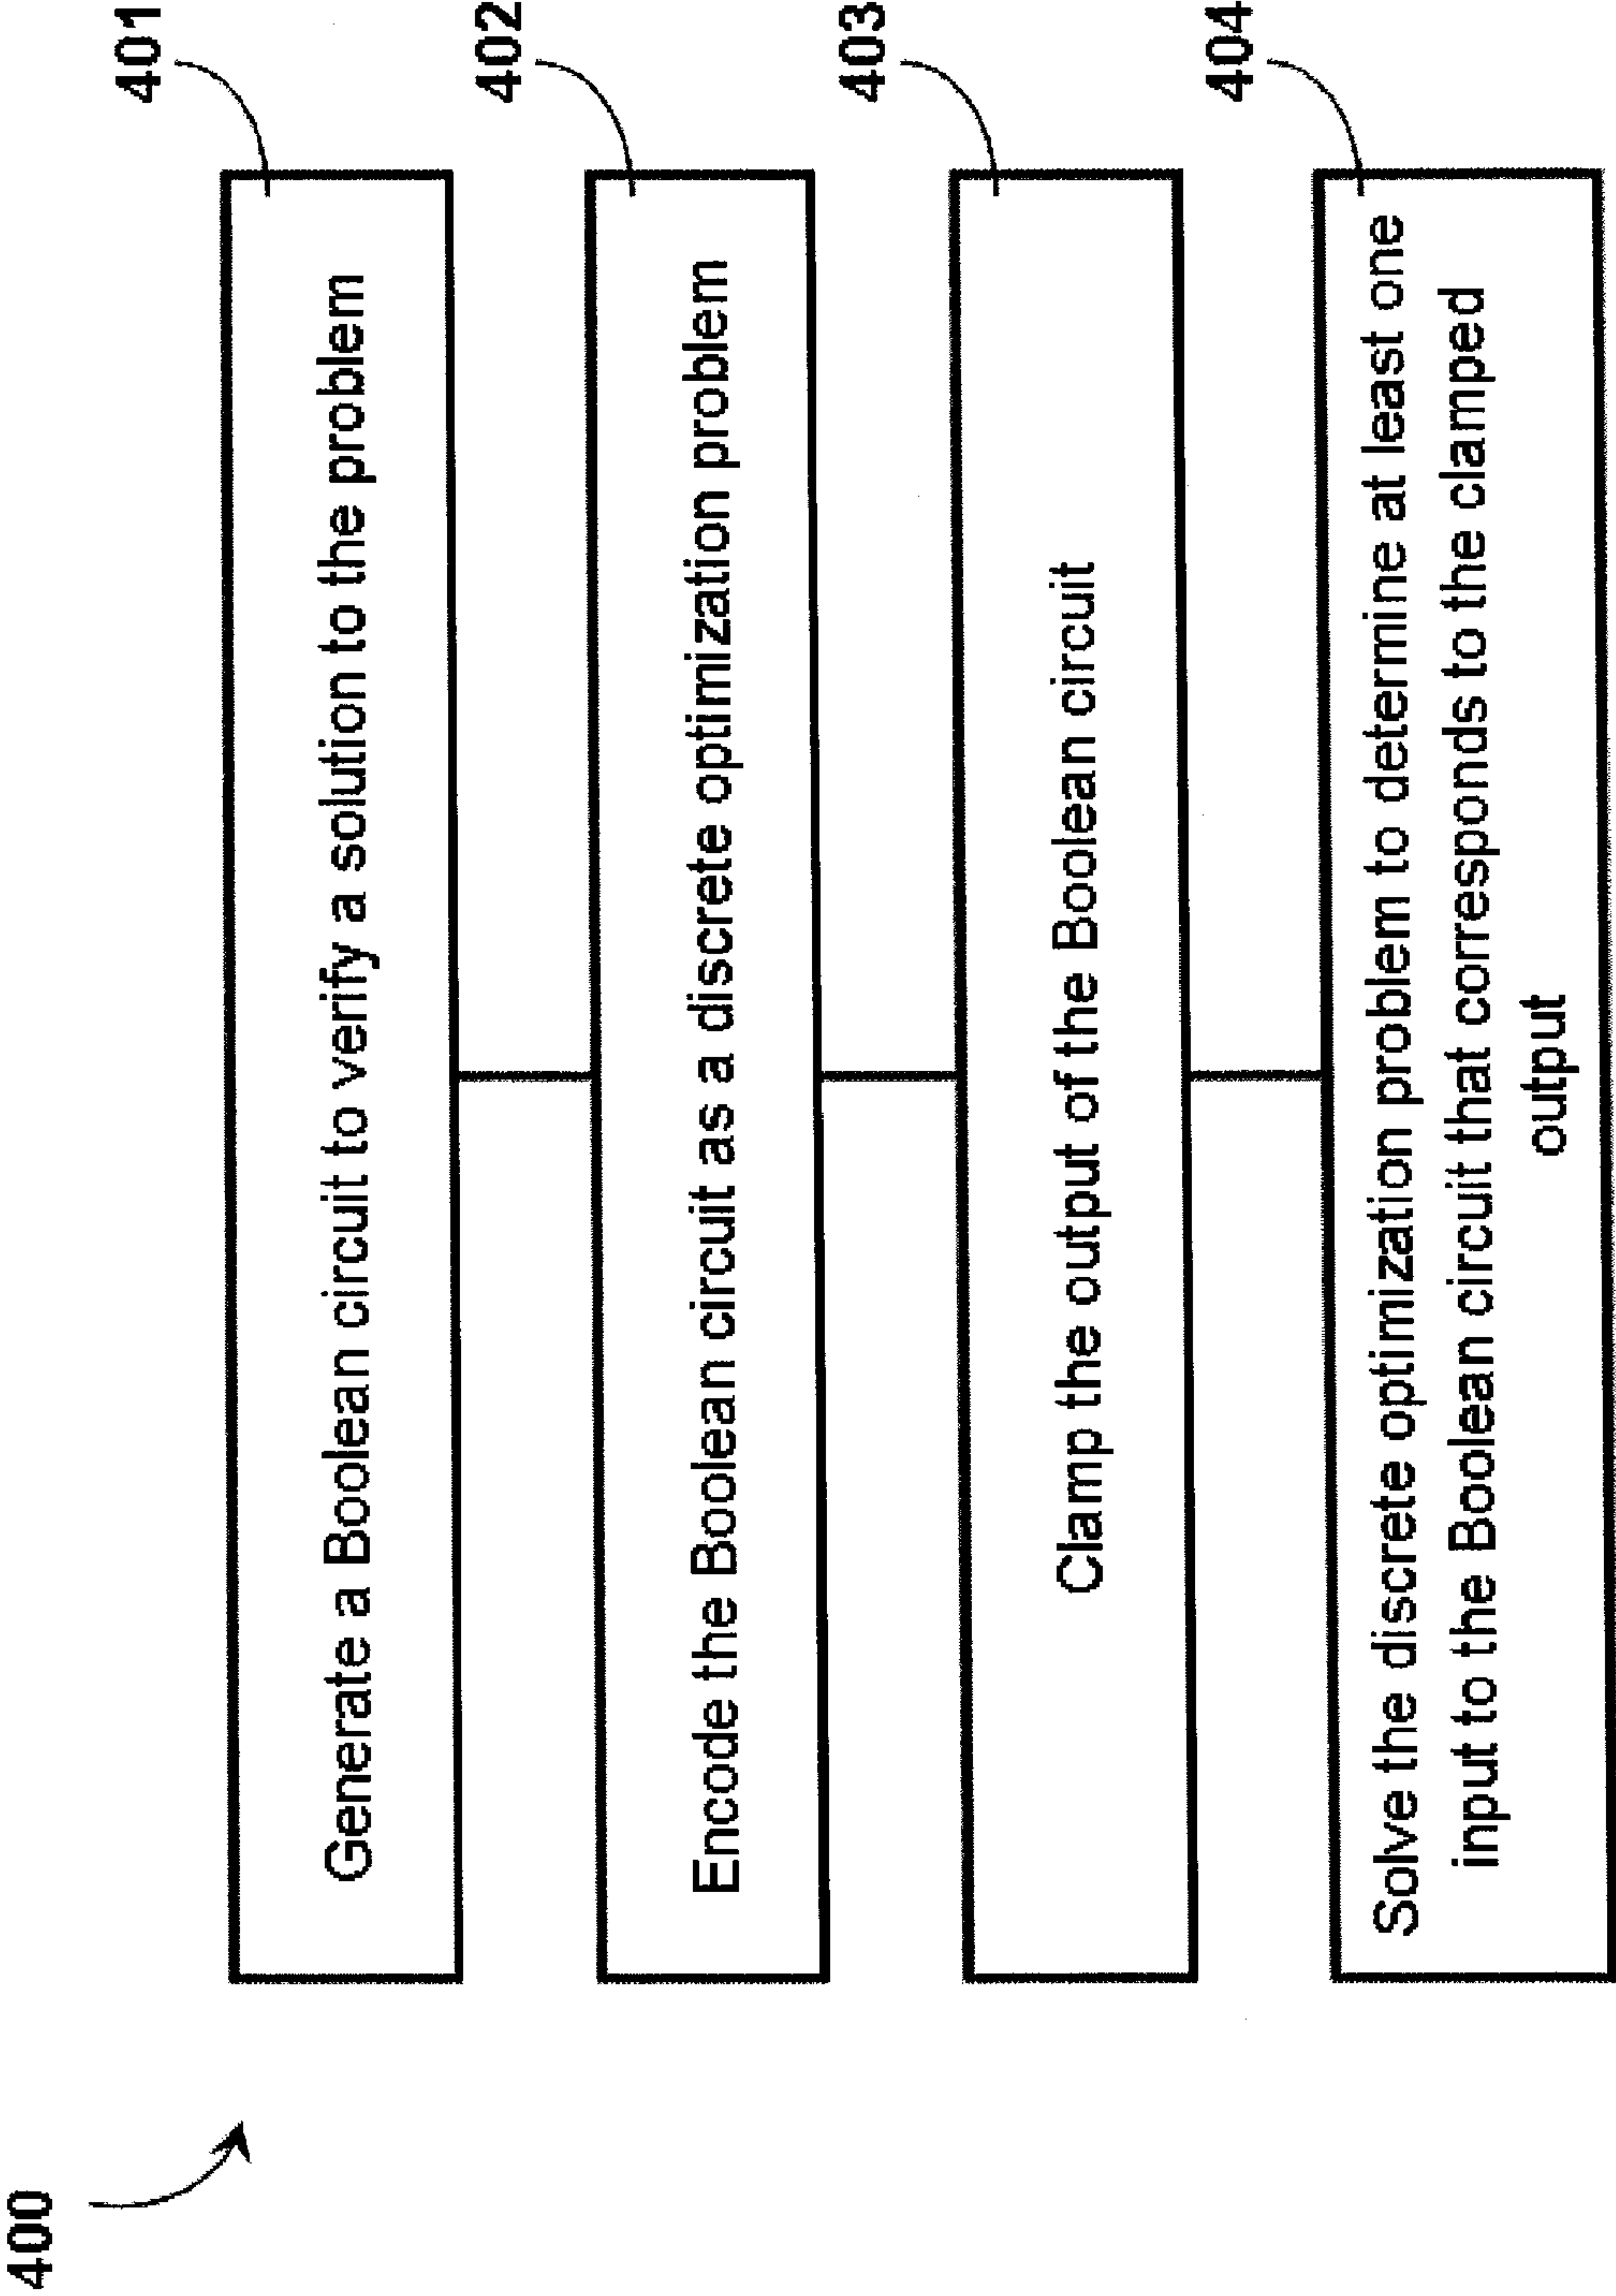 400
401
Generate a Boolean circuit to verify a solution to the problem
402
Encode the Boolean circuit as a discrete optimization problem
403
Clamp the output of the Boolean circuit
404
Solve the discrete optimization problem to determine at least one
input to the Boolean circuit that corresponds to the clamped
output